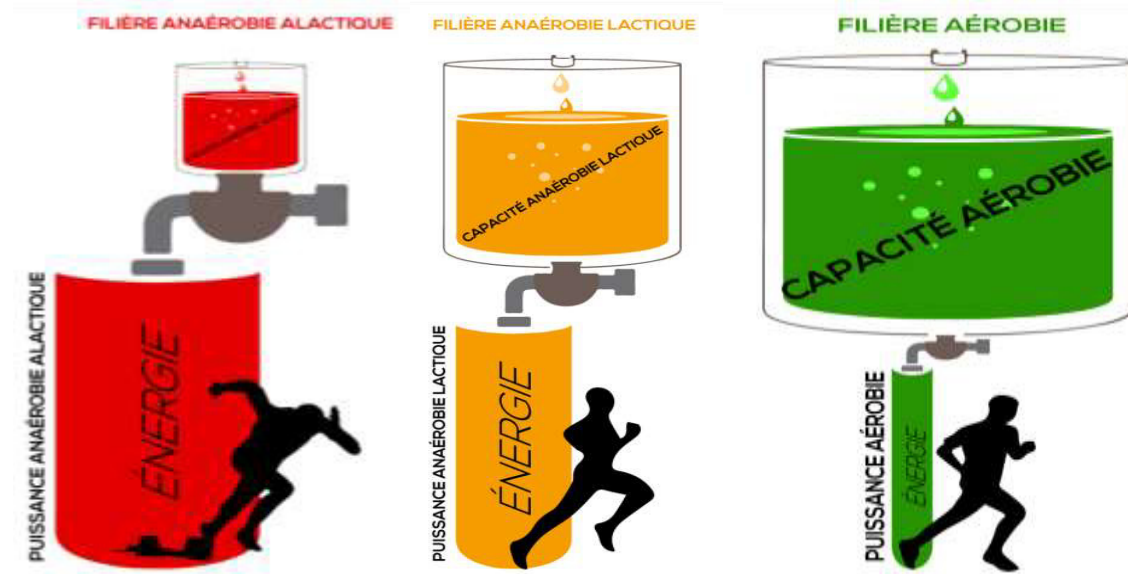 FILIÈRE ANAÉROBIE ALACTIQUE
PUISSANCE ANAÉROBIE ALACTIQUE
ÉNERGIE
FILIÈRE ANAÉROBIE LACTIQUE
CAPACITÉ ANAÉROBIE LACTIQUE
PUISSANCE ANAÉROBIE LACTIQUE
ÉNERGIE
FILIÈRE AÉROBIE
CAPACITÉ AÉROBIE
PUISSANCE AÉROBIE
ÉNERGIE